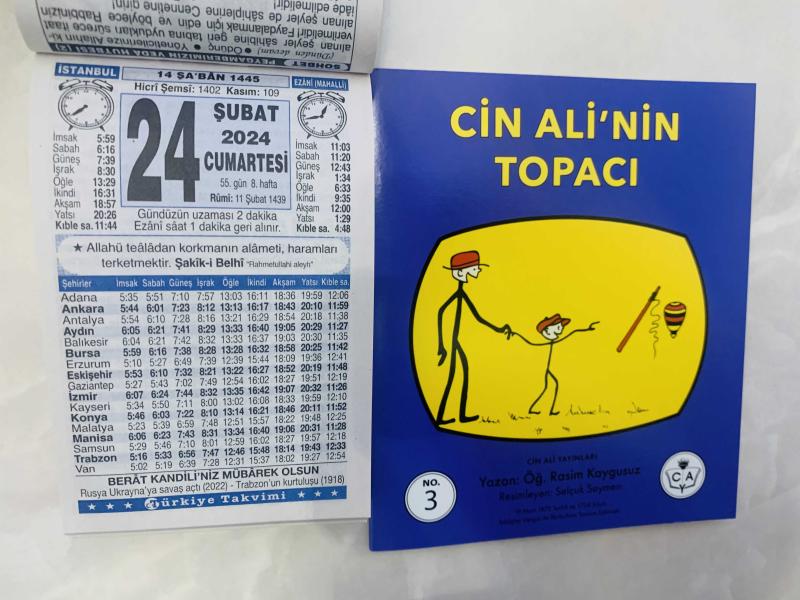 SOHBET PEYGAMBERİMİZİN VEDA HUTBESİ (2)
(Dünden devam)
İSTANBUL
14 ŞA'BÂN 1445
Hicrî Şemsî: 1402 Kasım: 109
EZÂNÎ (MAHALLİ)
24
ŞUBAT
2024
CUMARTESİ
55. gün 8. hafta
Rûmî: 11 Şubat 1439
İmsak 5:59
Sabah 6:16
Güneş 7:39
İşrak 8:30
Öğle 13:29
İkindi 16:31
Akşam 18:57
Yatsı 20:26
Kıble sa. 11:44
İmsak 11:03
Sabah 11:20
Güneş 12:43
İşrak 1:34
Öğle 6:33
İkindi 9:35
Akşam 12:00
Yatsı 1:29
Kıble sa. 4:48
Gündüzün uzaması 2 dakika
Ezânî sâat 1 dakika geri alınır.
★ Allahü teâlâdan korkmanın alâmeti, haramları
terketmektir. Şakîk-i Belhî "Rahmetullahi aleyh"
Şehirler İmsak Sabah Güneş İşrak Öğle İkindi Akşam Yatsı Kıble sa.
Adana 5:35 5:51 7:10 7:57 13:03 16:11 18:36 19:59 12:06
Ankara 5:44 6:01 7:23 8:12 13:13 16:17 18:43 20:10 11:59
Antalya 5:54 6:10 7:28 8:16 13:21 16:29 18:54 20:18 11:38
Aydın 6:05 6:21 7:41 8:29 13:33 16:40 19:05 20:29 11:27
Balıkesir 6:04 6:21 7:42 8:32 13:33 16:37 19:03 20:30 11:35
Bursa 5:59 6:16 7:38 8:28 13:28 16:32 18:58 20:25 11:42
Erzurum 5:10 5:27 6:49 7:39 12:39 15:44 18:09 19:36 12:41
Eskişehir 5:53 6:10 7:32 8:21 13:22 16:27 18:52 20:19 11:48
Gaziantep 5:27 5:43 7:02 7:49 12:54 16:02 18:27 19:51 12:19
İzmir 6:07 6:24 7:44 8:32 13:35 16:42 19:07 20:32 11:26
Kayseri 5:34 5:50 7:11 8:00 13:02 16:08 18:33 19:59 12:10
Konya 5:46 6:03 7:22 8:10 13:14 16:21 18:46 20:11 11:52
Malatya 5:23 5:39 6:59 7:48 12:51 15:57 18:22 19:48 12:25
Manisa 6:06 6:23 7:43 8:31 13:34 16:40 19:06 20:31 11:28
Samsun 5:29 5:46 7:10 8:01 12:59 16:02 18:27 19:57 12:18
Trabzon 5:16 5:33 6:56 7:47 12:46 15:48 18:14 19:43 12:33
Van 5:02 5:19 6:39 7:28 12:31 15:37 18:02 19:27 12:54
BERÂT KANDİLİ'NİZ MÜBÂREK OLSUN
Rusya Ukrayna'ya savaş açtı (2022) - Trabzon'un kurtuluşu (1918)
Türkiye Takvimi
CİN ALİ'NİN
TOPACI
CİN ALİ YAYINLARI
Yazan: Öğ. Rasim Kaygusuz
Resimleyen: Selçuk Seymen
NO.
3
C A